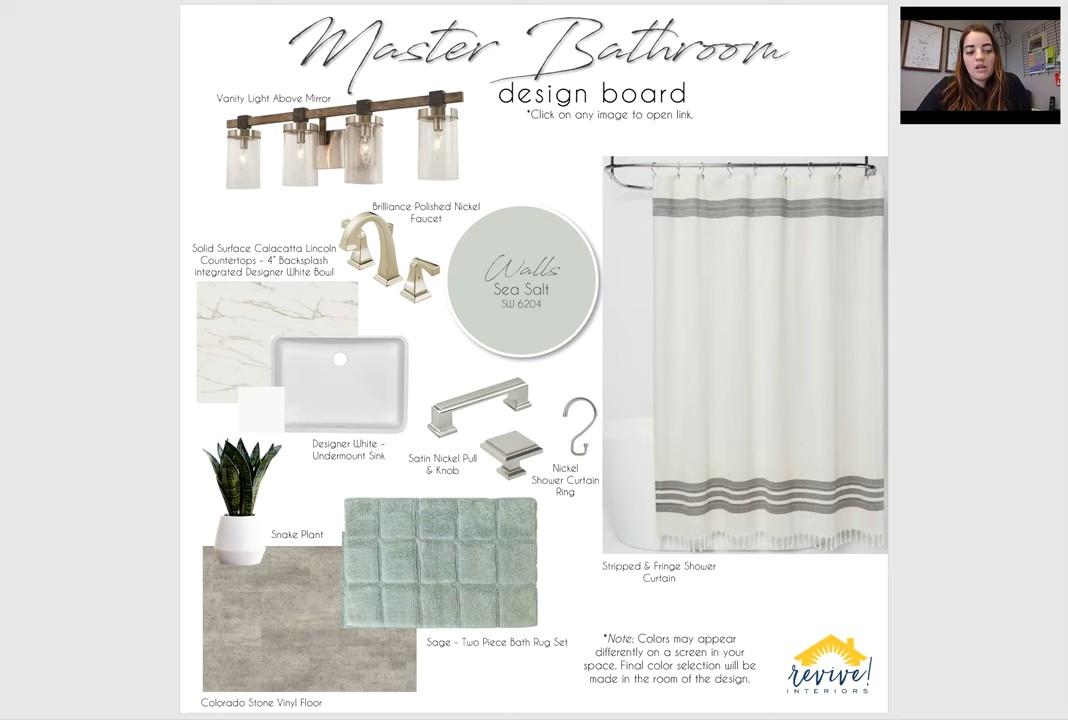 Master Bathroom
design board
*Click on any image to open link.
Vanity Light Above Mirror
Brilliance Polished Nickel
Faucet
Solid Surface Calacatta Lincoln
Countertops – 4" Backsplash
integrated Designer White Bowl
Walls
Sea Salt
SW 6204
Designer White –
Undermount Sink
Satin Nickel Pull
& Knob
Nickel
Shower Curtain
Ring
Snake Plant
Stripped & Fringe Shower
Curtain
Sage - Two Piece Bath Rug Set
*Note: Colors may appear
differently on a screen in your
space. Final color selection will be
made in the room of the design.
revive!
INTERIORS
Colorado Stone Vinyl Floor